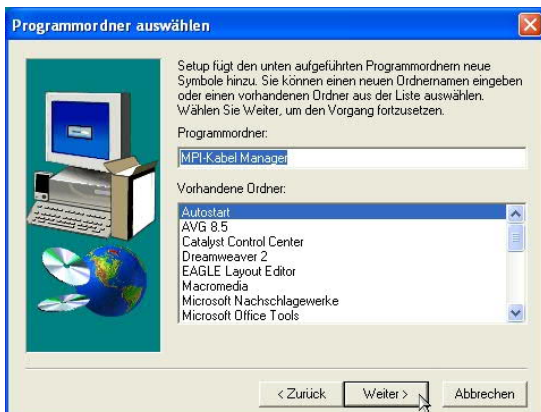 Programmordner auswählen
Setup fügt den unten aufgeführten Programmordnern neue
Symbole hinzu. Sie können einen neuen Ordnernamen eingeben
oder einen vorhandenen Ordner aus der Liste auswählen.
Wählen Sie Weiter, um den Vorgang fortzusetzen.
Programmordner:
MPI-Kabel Manager
Vorhandene Ordner:
Autostart
AVG 8.5
Catalyst Control Center
Dreamweaver 2
EAGLE Layout Editor
Macromedia
Microsoft Nachschlagewerke
Microsoft Office Tools
< Zurück
Weiter >
Abbrechen